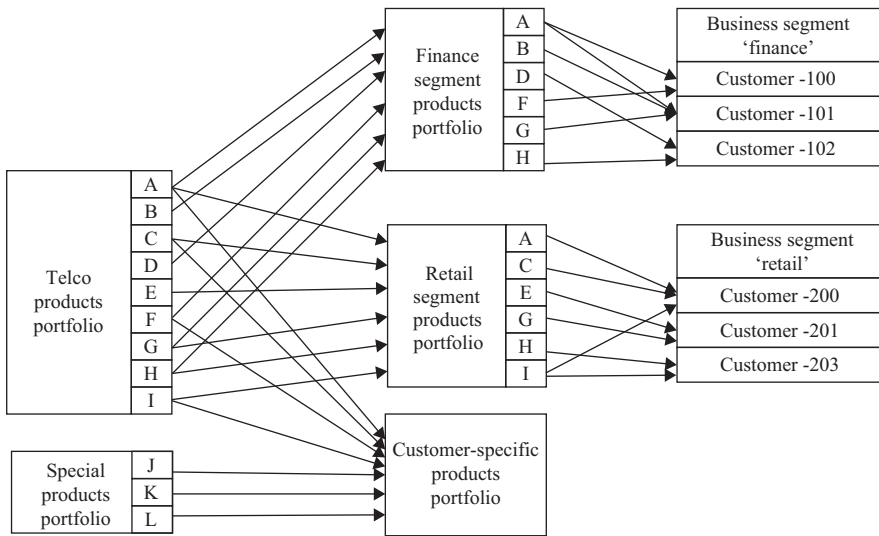 Telco
products
portfolio
A
B
C
D
E
F
G
H
I
Special
products
portfolio
J
K
L
Finance
segment
products
portfolio
A
B
D
F
G
H
Retail
segment
products
portfolio
A
C
E
G
H
I
Customer-specific
products
portfolio
Business segment
‘finance’
Customer -100
Customer -101
Customer -102
Business segment
‘retail’
Customer -200
Customer -201
Customer -203